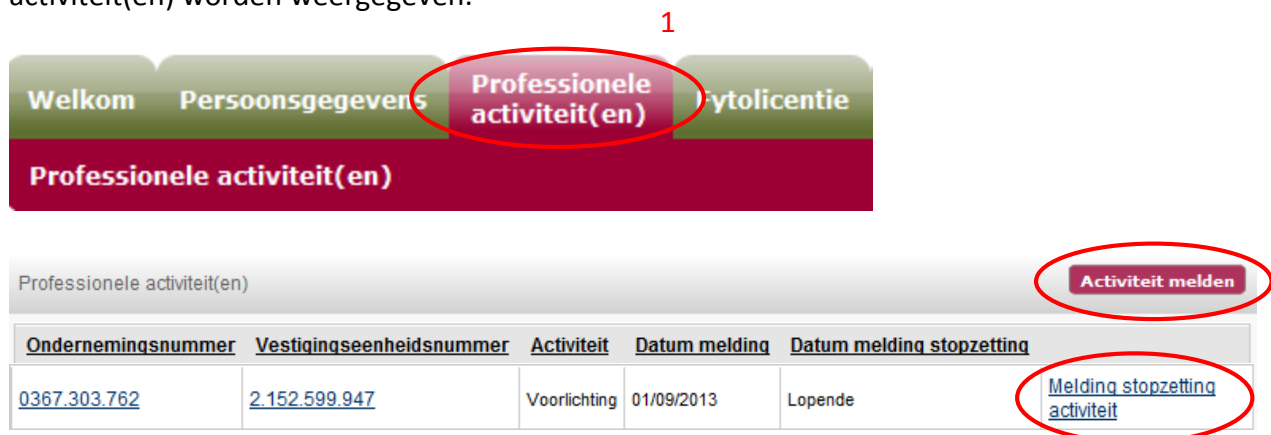 activiteit(en) worden weergegeven.
1
Welkom Persoonsgegevens Professionele activiteit(en) Fytolicentie
Professionele activiteit(en)
Professionele activiteit(en) Activiteit melden
Ondernemingsnummer Vestigingseenheidsnummer Activiteit Datum melding Datum melding stopzetting
0367.303.762 2.152.599.947 Voorlichting 01/09/2013 Lopende Melding stopzetting activiteit